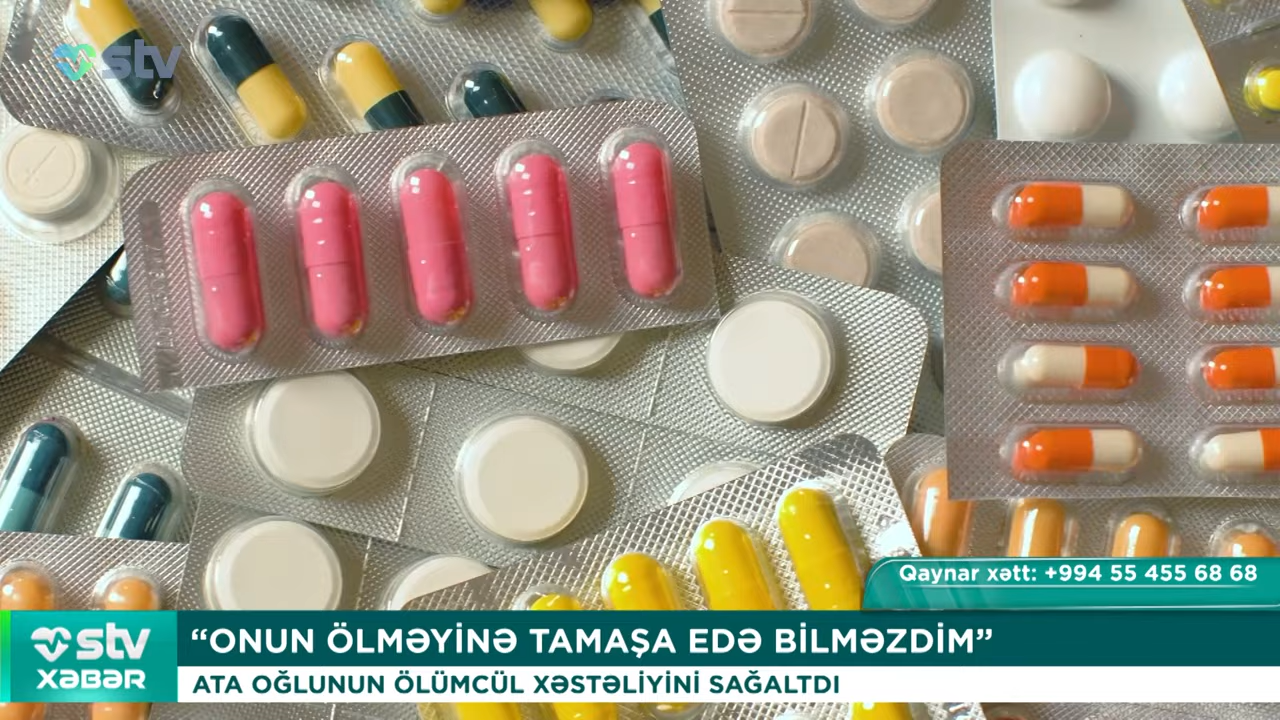 stv
Qaynar xətt: +994 55 455 68 68
stv
XƏBƏR
“ONUN ÖLMƏYİNƏ TAMAŞA EDƏ BİLMƏZDİM”
ATA OĞLUNUN ÖLÜMCÜL XƏSTƏLİYİNİ SAĞALTDI